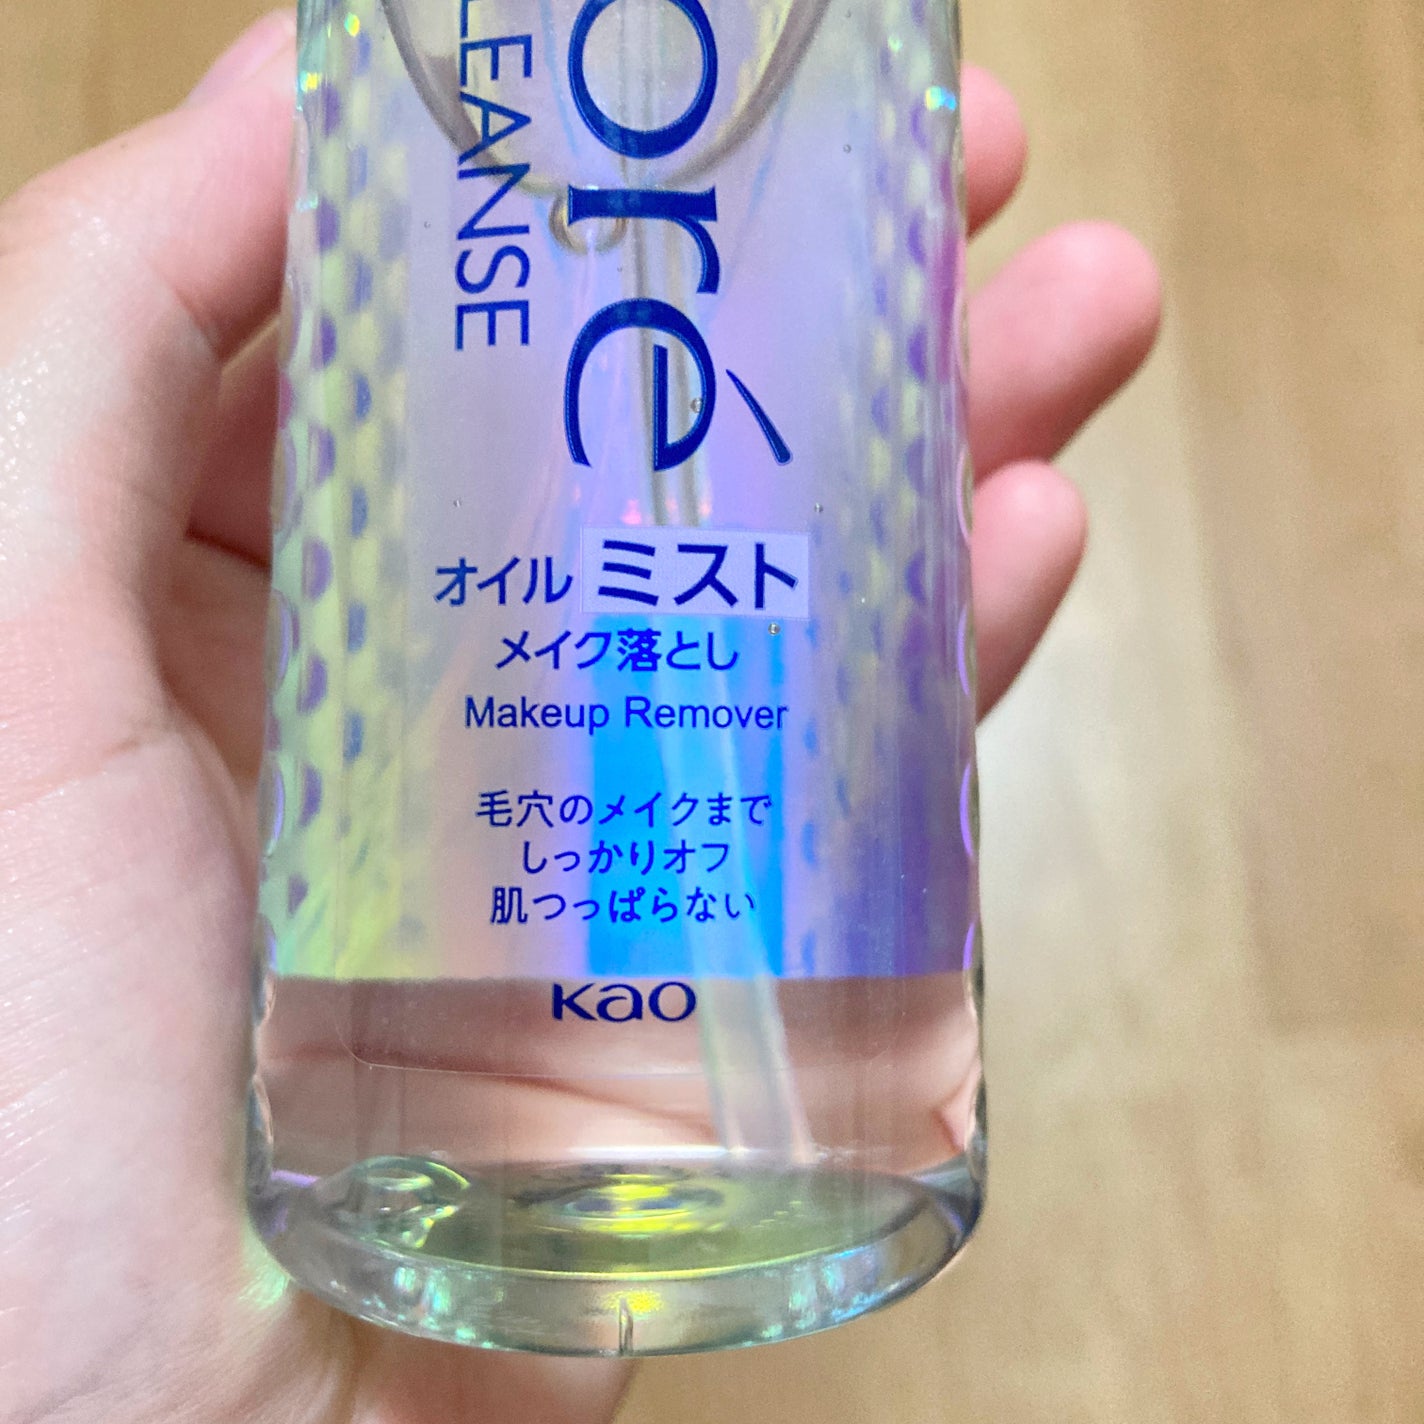 oré
LEANSE
オイル ミスト
メイク落とし
Makeup Remover
毛穴のメイクまで
しっかりオフ
肌つっぱらない
Kao